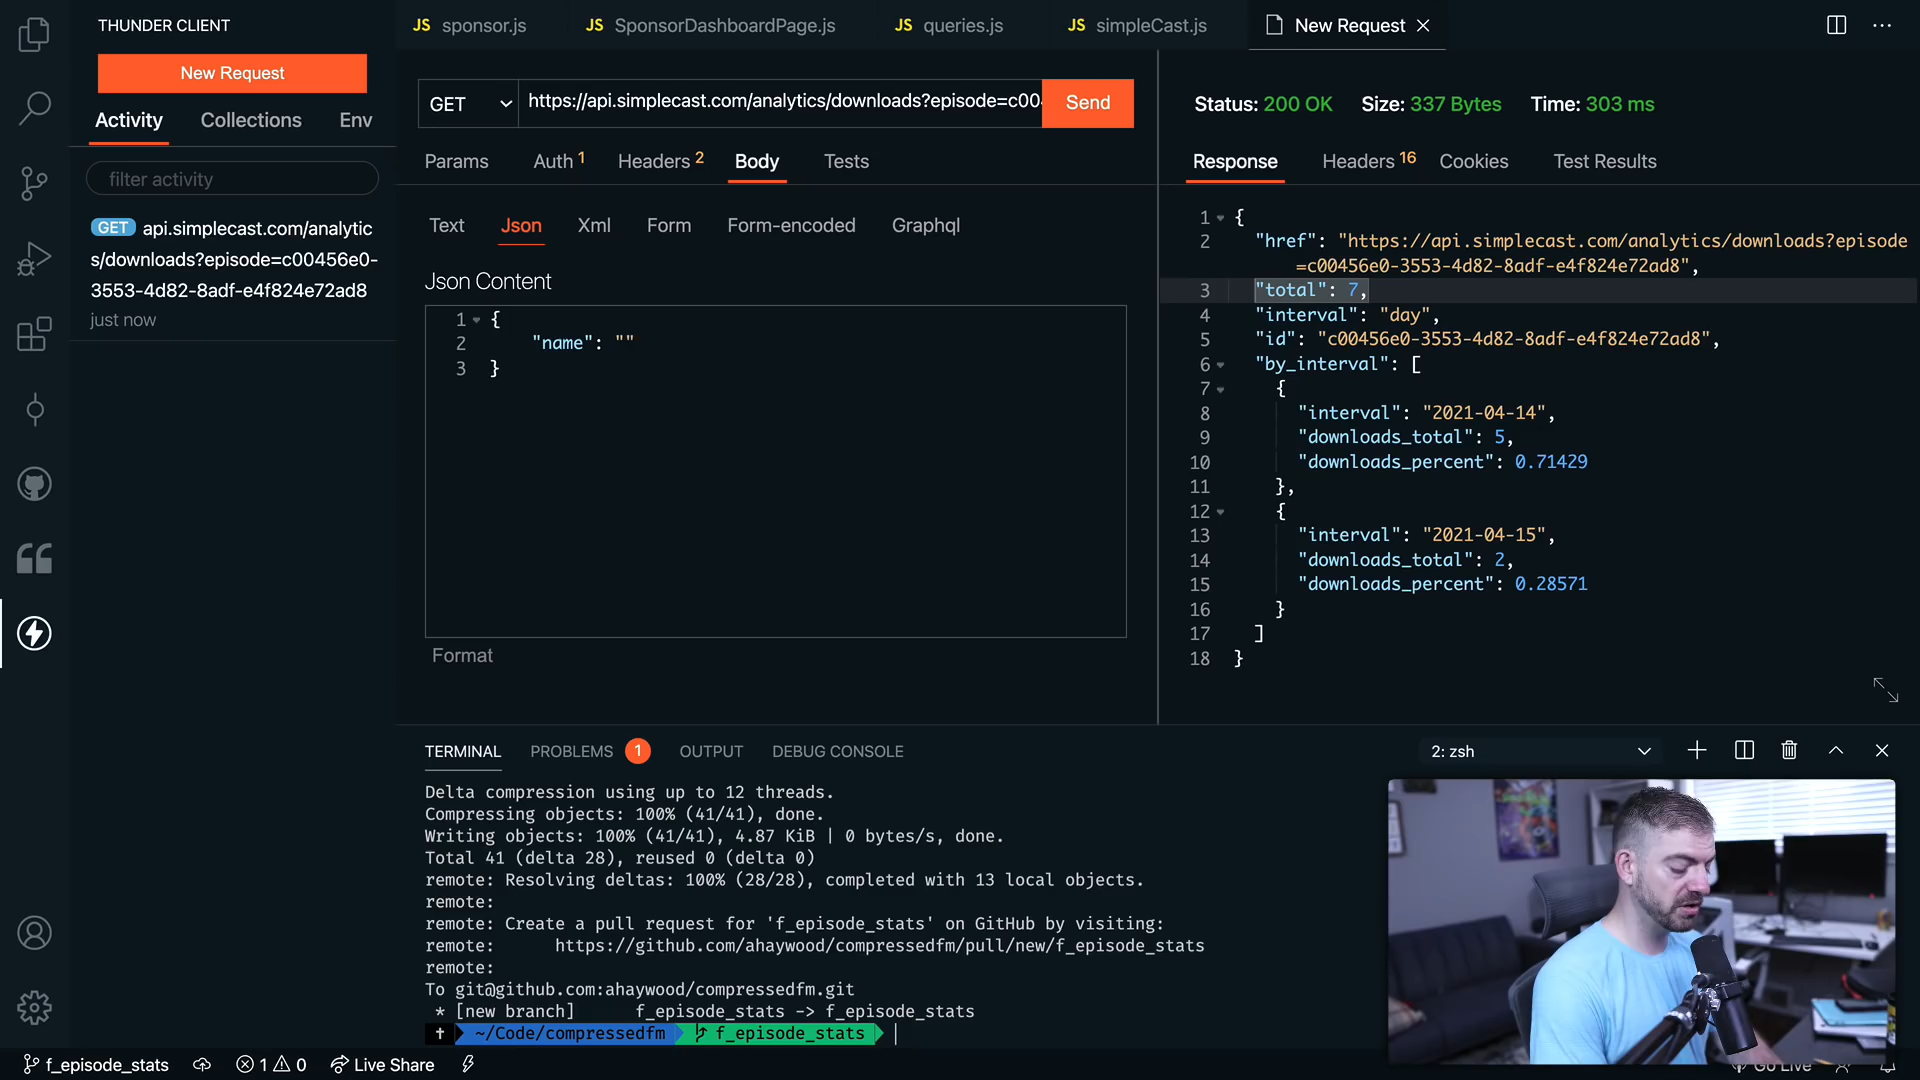 THUNDER CLIENT
New Request
Activity
Collections
Env
filter activity
GET api.simplecast.com/analytic
s/downloads?episode=c00456e0-
3553-4d82-8adf-e4f824e72ad8
just now
JS sponsor.js
JS SponsorDashboardPage.js
JS queries.js
JS simpleCast.js
New Request
GET
https://api.simplecast.com/analytics/downloads?episode=c00
Send
Params
Auth 1
Headers 2
Body
Tests
Text
Json
Xml
Form
Form-encoded
Graphql
Json Content
1 {
2 "name": ""
3 }
Format
Status: 200 OK
Size: 337 Bytes
Time: 303 ms
Response
Headers 16
Cookies
Test Results
1 {
2 "href": "https://api.simplecast.com/analytics/downloads?episode
=c00456e0-3553-4d82-8adf-e4f824e72ad8",
3 "total": 7,
4 "interval": "day",
5 "id": "c00456e0-3553-4d82-8adf-e4f824e72ad8",
6 "by_interval": [
7 {
8 "interval": "2021-04-14",
9 "downloads_total": 5,
10 "downloads_percent": 0.71429
11 },
12 {
13 "interval": "2021-04-15",
14 "downloads_total": 2,
15 "downloads_percent": 0.28571
16 }
17 ]
18 }
TERMINAL
PROBLEMS 1
OUTPUT
DEBUG CONSOLE
2: zsh
Delta compression using up to 12 threads.
Compressing objects: 100% (41/41), done.
Writing objects: 100% (41/41), 4.87 KiB | 0 bytes/s, done.
Total 41 (delta 28), reused 0 (delta 0)
remote: Resolving deltas: 100% (28/28), completed with 13 local objects.
remote:
remote: Create a pull request for 'f_episode_stats' on GitHub by visiting:
remote: https://github.com/ahaywood/compressedfm/pull/new/f_episode_stats
remote:
To git@github.com:ahaywood/compressedfm.git
* [new branch] f_episode_stats -> f_episode_stats
~/Code/compressedfm f_episode_stats
f_episode_stats
1 0
Live Share
Go Live